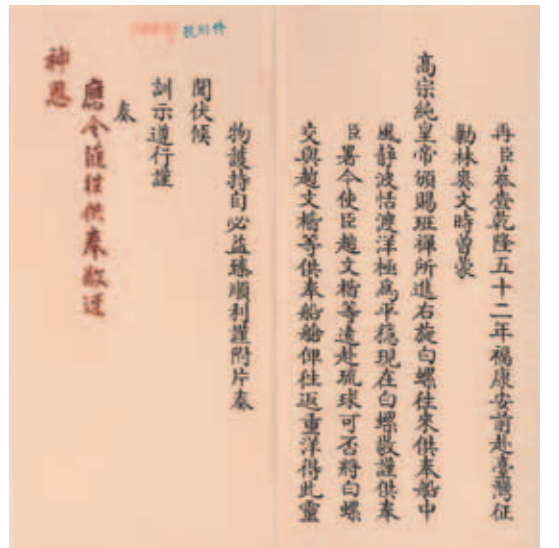 再臣恭查乾隆五十二年福康安前赴臺灣征
勦林爽文時曾蒙
高宗純皇帝頒賜班禪所進右旋白螺往來供奉船中
風靜波恬渡洋極為平穩現在白螺敬謹供奉
臣署今使臣趙文楷等遠赴琉球可否將白螺
交與趙文楷等供奉船艙俾往返重洋得此靈
物護持自必益臻順利謹附片奏
聞伏候
訓示遵行謹
奏
應令往供奉敬迓
神恩